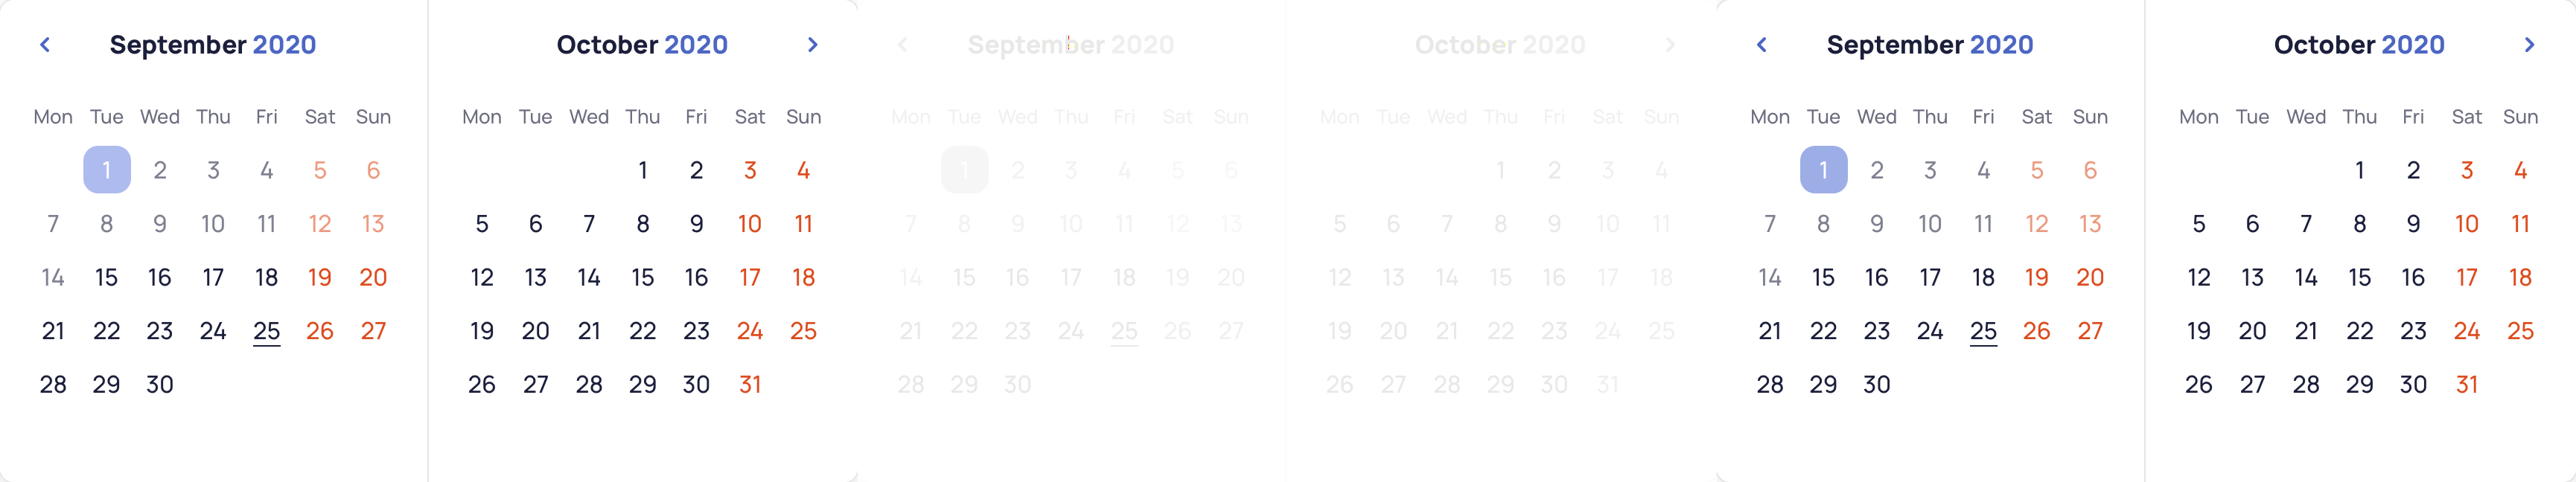 September 2020 October 2020 September 2020 October 2020 September 2020 October 2020
Mon Tue Wed Thu Fri Sat Sun Mon Tue Wed Thu Fri Sat Sun Mon Tue Wed Thu Fri Sat Sun Mon Tue Wed Thu Fri Sat Sun Mon Tue Wed Thu Fri Sat Sun Mon Tue Wed Thu Fri Sat Sun
1 2 3 4 5 6 1 2 3 4 1 2 3 4 5 6 1 2 3 4 1 2 3 4 5 6 1 2 3 4
7 8 9 10 11 12 13 5 6 7 8 9 10 11 7 8 9 10 11 12 13 5 6 7 8 9 10 11 7 8 9 10 11 12 13 5 6 7 8 9 10 11
14 15 16 17 18 19 20 12 13 14 15 16 17 18 14 15 16 17 18 19 20 12 13 14 15 16 17 18 14 15 16 17 18 19 20 12 13 14 15 16 17 18
21 22 23 24 25 26 27 19 20 21 22 23 24 25 21 22 23 24 25 26 27 19 20 21 22 23 24 25 21 22 23 24 25 26 27 19 20 21 22 23 24 25
28 29 30 26 27 28 29 30 31 28 29 30 26 27 28 29 30 31 28 29 30 26 27 28 29 30 31